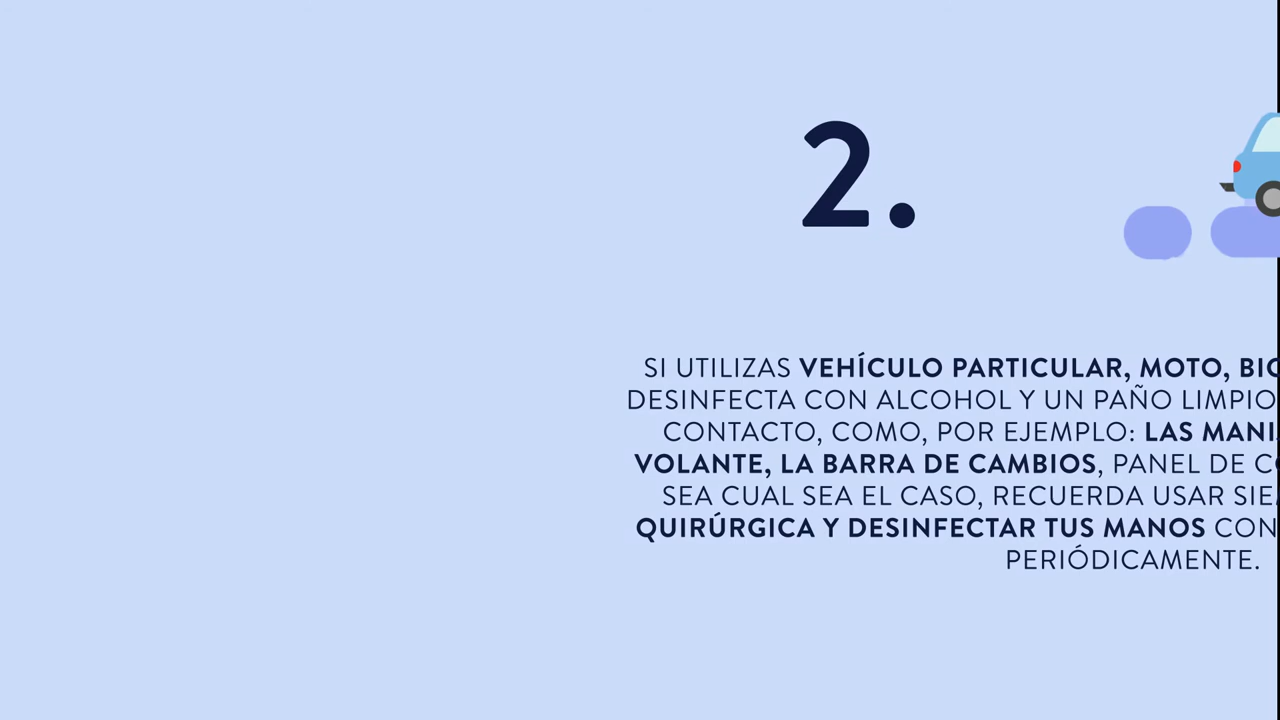 2.
SI UTILIZAS VEHÍCULO PARTICULAR, MOTO,
DESINFECTA CON ALCOHOL Y UN PAÑO LIMPIO
CONTACTO, COMO, POR EJEMPLO: LAS
VOLANTE, LA BARRA DE CAMBIOS, PANEL DE
SEA CUAL SEA EL CASO, RECUERDA USAR
QUIRÚRGICA Y DESINFECTAR TUS MANOS CON
PERIÓDICAMENTE.